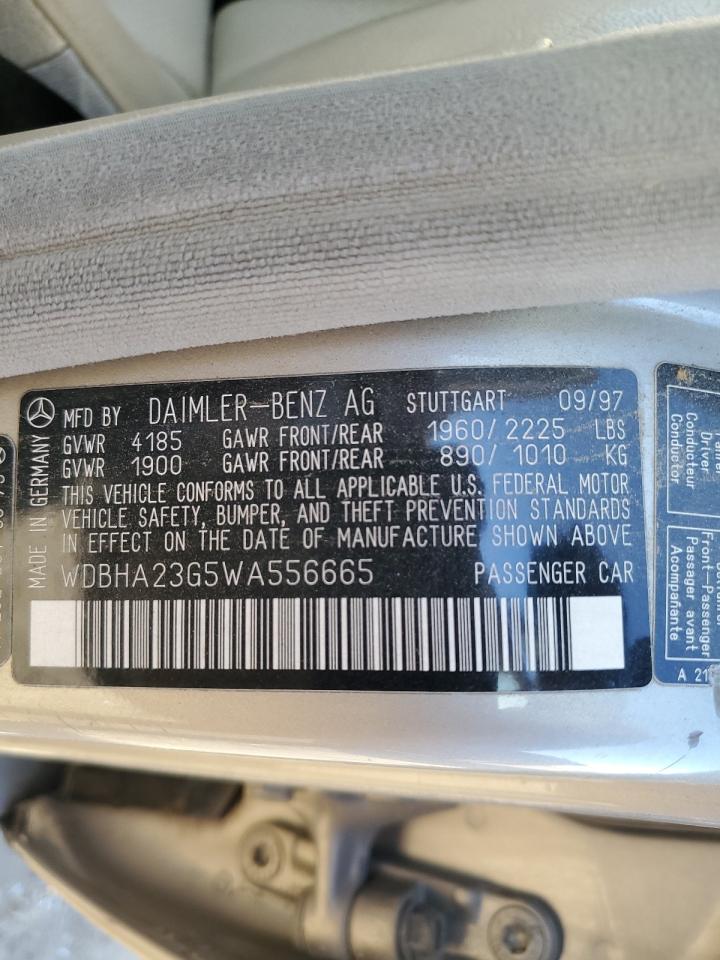 MADE IN GERMANY
MFD BY DAIMLER-BENZ AG STUTTGART 09/97
GVWR 4185 GAWR FRONT/REAR 1960/2225 LBS
GVWR 1900 GAWR FRONT/REAR 890/1010 KG
THIS VEHICLE CONFORMS TO ALL APPLICABLE U.S. FEDERAL MOTOR
VEHICLE SAFETY, BUMPER, AND THEFT PREVENTION STANDARDS
IN EFFECT ON THE DATE OF MANUFACTURE SHOWN ABOVE
WDBHA23G5WA556665 PASSENGER CAR
Driver
Conducteur
Conductor
Front-Passenger
Passager avant
Acompañante
A 21